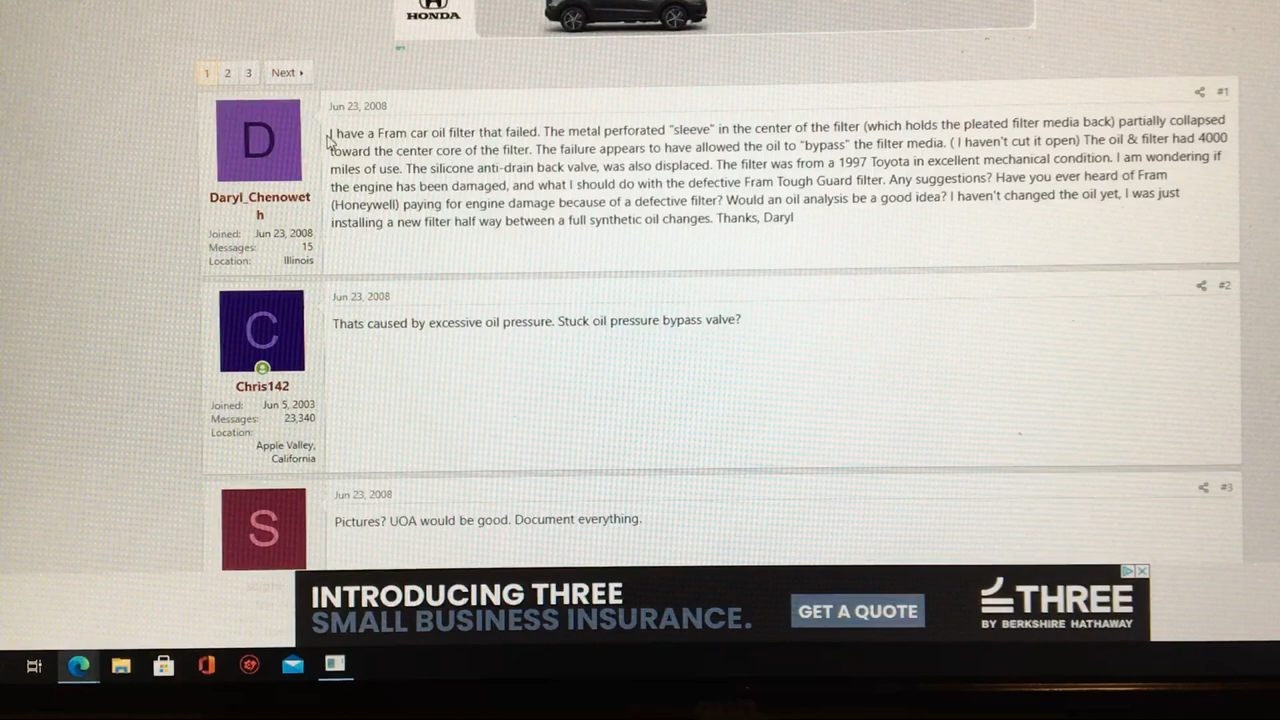 HONDA
1 2 3 Next
Jun 23, 2008 #1
D
I have a Fram car oil filter that failed. The metal perforated "sleeve" in the center of the filter (which holds the pleated filter media back) partially collapsed
toward the center core of the filter. The failure appears to have allowed the oil to "bypass" the filter media. ( I haven't cut it open) The oil & filter had 4000
miles of use. The silicone anti-drain back valve, was also displaced. The filter was from a 1997 Toyota in excellent mechanical condition. I am wondering if
the engine has been damaged, and what I should do with the defective Fram Tough Guard filter. Any suggestions? Have you ever heard of Fram
(Honeywell) paying for engine damage because of a defective filter? Would an oil analysis be a good idea? I haven't changed the oil yet, I was just
installing a new filter half way between a full synthetic oil changes. Thanks, Daryl
Daryl_Chenowet
h
Joined: Jun 23, 2008
Messages: 15
Location: Illinois
Jun 23, 2008 #2
C
Thats caused by excessive oil pressure. Stuck oil pressure bypass valve?
Chris142
Joined: Jun 5, 2003
Messages: 23,340
Location:
Apple Valley,
California
Jun 23, 2008 #3
S
Pictures? UOA would be good. Document everything.
INTRODUCING THREE
SMALL BUSINESS INSURANCE.
GET A QUOTE
THREE
BY BERKSHIRE HATHAWAY